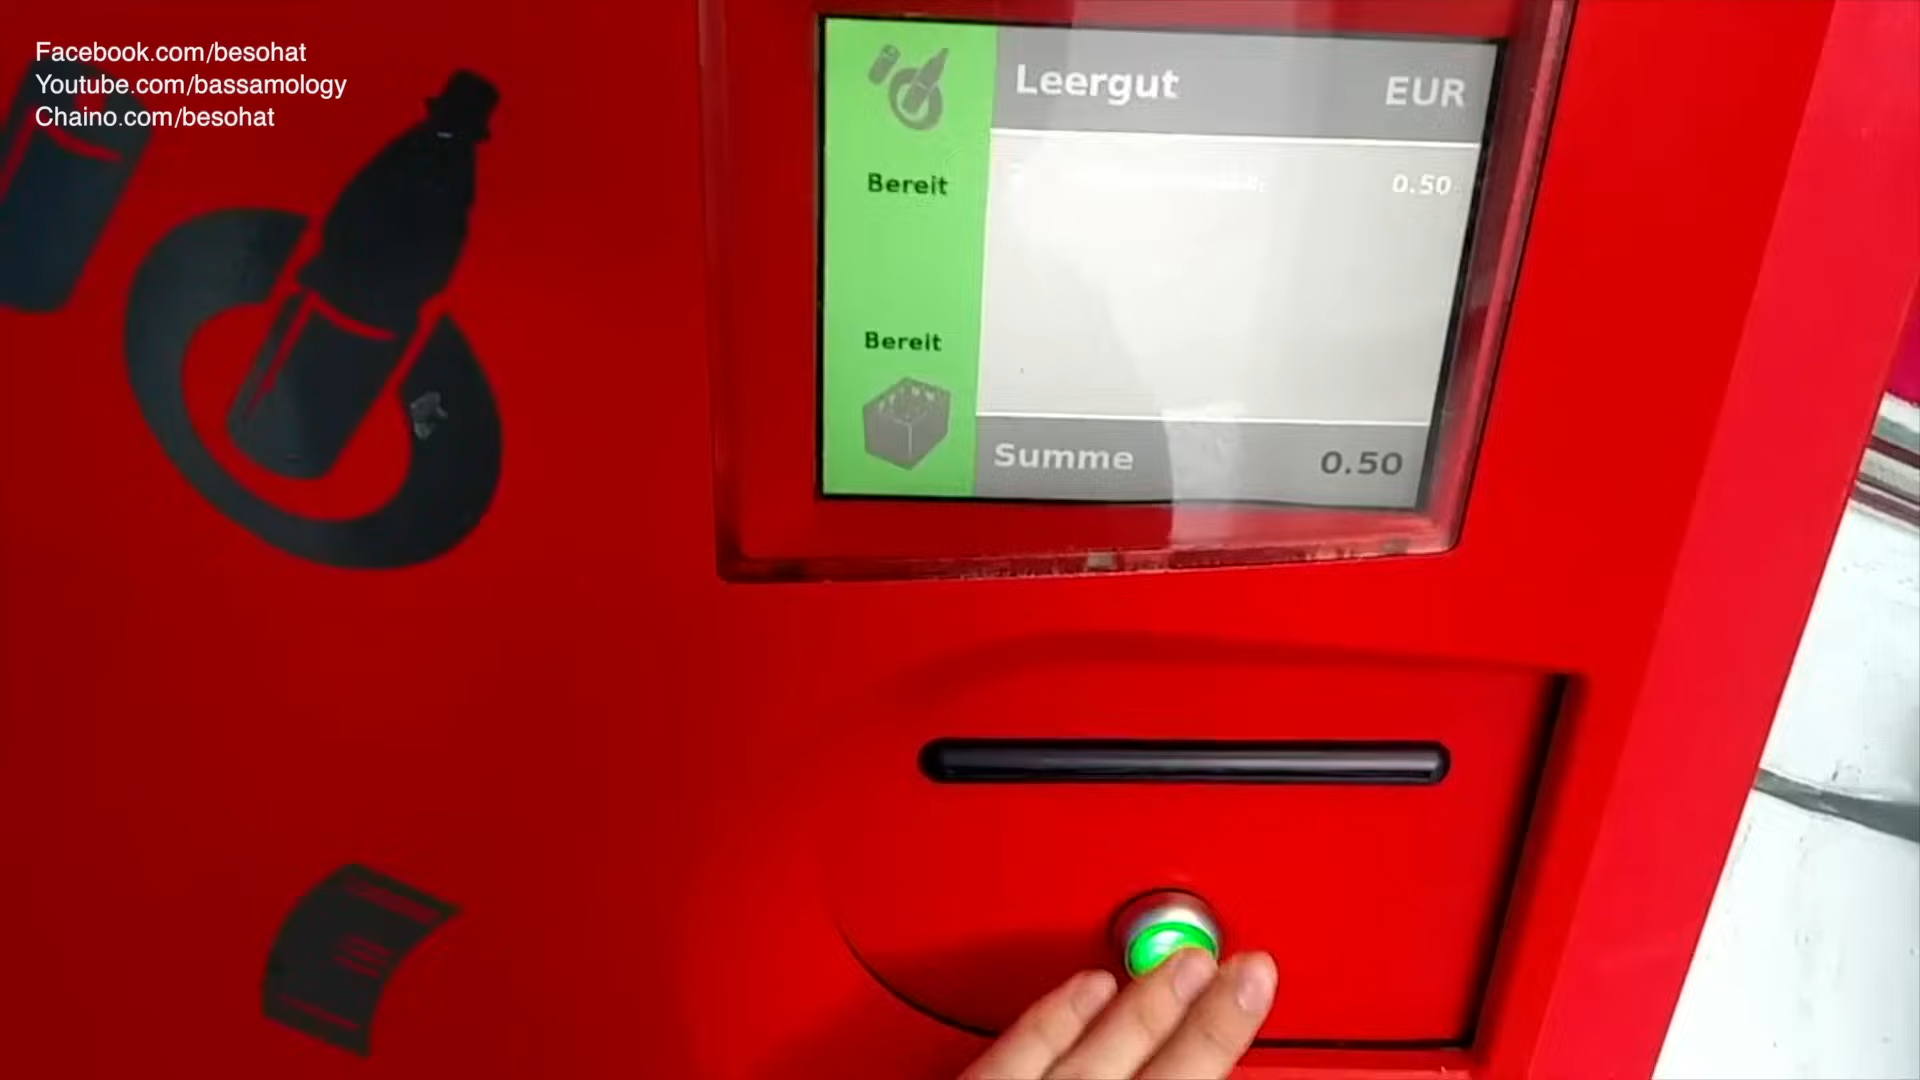 Facebook.com/besohat
Youtube.com/bassamology
Chaino.com/besohat
Leergut EUR
Bereit
0.50
Bereit
Summe 0.50